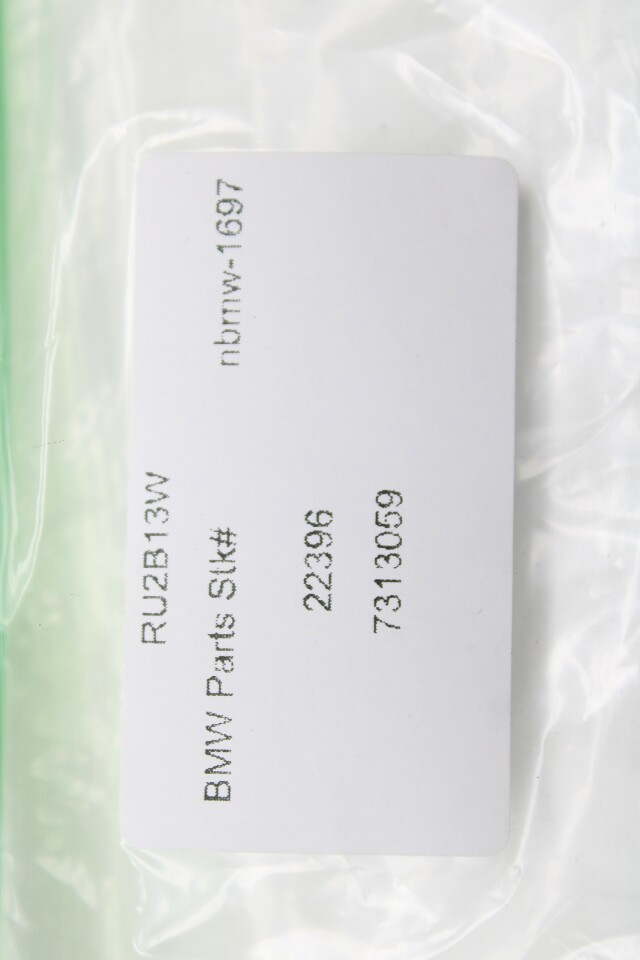 RU2B13W
BMW Parts Stk# nbmw-1697
22396
7313059